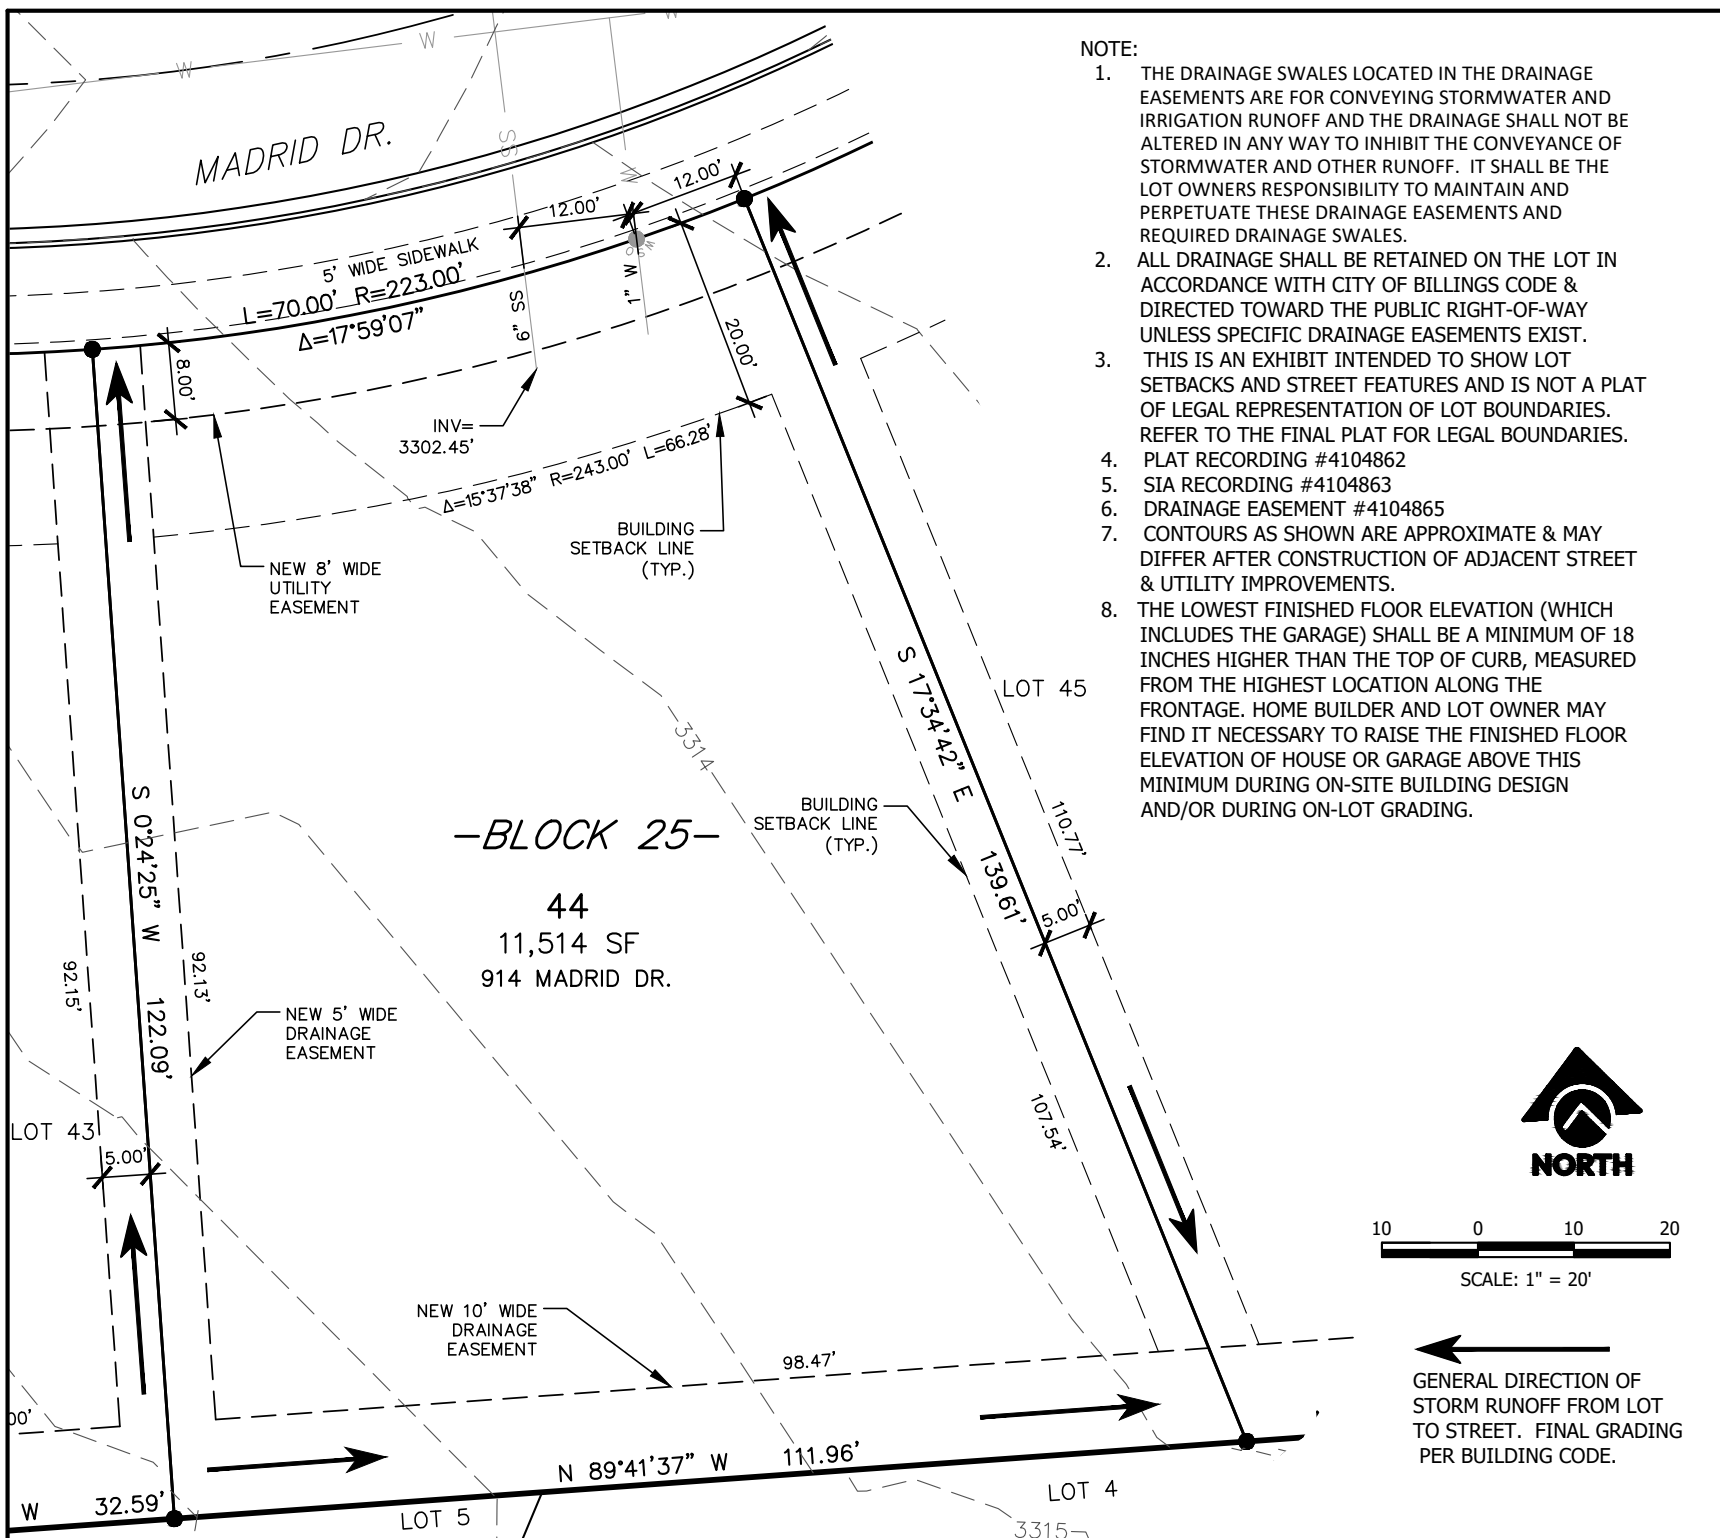 NOTE:
1. THE DRAINAGE SWALES LOCATED IN THE DRAINAGE
EASEMENTS ARE FOR CONVEYING STORMWATER AND
IRRIGATION RUNOFF AND THE DRAINAGE SHALL NOT BE
ALTERED IN ANY WAY TO INHIBIT THE CONVEYANCE OF
STORMWATER AND OTHER RUNOFF. IT SHALL BE THE
LOT OWNERS RESPONSIBILITY TO MAINTAIN AND
PERPETUATE THESE DRAINAGE EASEMENTS AND
REQUIRED DRAINAGE SWALES.
2. ALL DRAINAGE SHALL BE RETAINED ON THE LOT IN
ACCORDANCE WITH CITY OF BILLINGS CODE &
DIRECTED TOWARD THE PUBLIC RIGHT-OF-WAY
UNLESS SPECIFIC DRAINAGE EASEMENTS EXIST.
3. THIS IS AN EXHIBIT INTENDED TO SHOW LOT
SETBACKS AND STREET FEATURES AND IS NOT A PLAT
OF LEGAL REPRESENTATION OF LOT BOUNDARIES.
REFER TO THE FINAL PLAT FOR LEGAL BOUNDARIES.
4. PLAT RECORDING #4104862
5. SIA RECORDING #4104863
6. DRAINAGE EASEMENT #4104865
7. CONTOURS AS SHOWN ARE APPROXIMATE & MAY
DIFFER AFTER CONSTRUCTION OF ADJACENT STREET
& UTILITY IMPROVEMENTS.
8. THE LOWEST FINISHED FLOOR ELEVATION (WHICH
INCLUDES THE GARAGE) SHALL BE A MINIMUM OF 18
INCHES HIGHER THAN THE TOP OF CURB, MEASURED
FROM THE HIGHEST LOCATION ALONG THE
FRONTAGE. HOME BUILDER AND LOT OWNER MAY
FIND IT NECESSARY TO RAISE THE FINISHED FLOOR
ELEVATION OF HOUSE OR GARAGE ABOVE THIS
MINIMUM DURING ON-SITE BUILDING DESIGN
AND/OR DURING ON-LOT GRADING.
W
W
W
MADRID DR.
SS
W
12.00'
12.00'
5' WIDE SIDEWALK
L=70.00' R=223.00'
Δ=17°59'07"
6" SS
1" W
8.00'
20.00'
INV=
3302.45'
Δ=15°37'38" R=243.00' L=66.28'
BUILDING
SETBACK LINE
(TYP.)
NEW 8' WIDE
UTILITY
EASEMENT
S 17°34'42" E 139.61'
LOT 45
3314
110.77'
BUILDING
SETBACK LINE
(TYP.)
S 0°24'25" W 122.09'
-BLOCK 25-
44
11,514 SF
914 MADRID DR.
5.00'
92.15'
92.13'
NEW 5' WIDE
DRAINAGE
EASEMENT
107.54'
LOT 43
5.00'
NEW 10' WIDE
DRAINAGE
EASEMENT
98.47'
00'
N 89°41'37" W 111.96'
W 32.59'
LOT 5
LOT 4
3315
NORTH
10 0 10 20
SCALE: 1" = 20'
GENERAL DIRECTION OF
STORM RUNOFF FROM LOT
TO STREET. FINAL GRADING
PER BUILDING CODE.